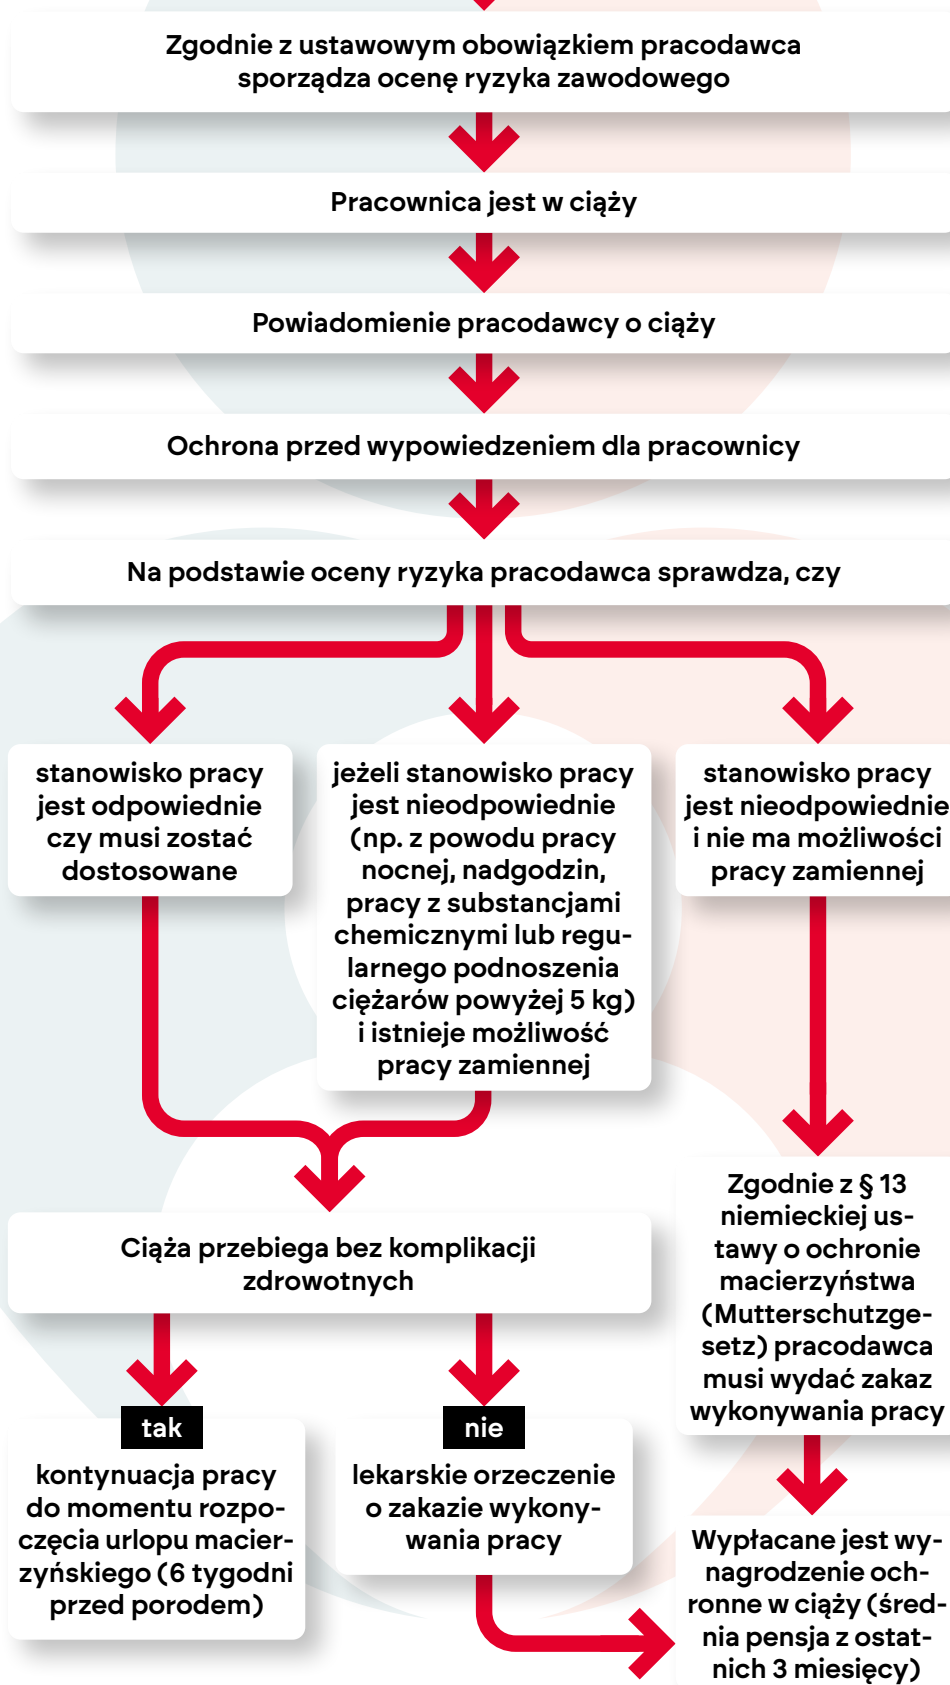 Zgodnie z ustawowym obowiązkiem pracodawca
sporządza ocenę ryzyka zawodowego
Pracownica jest w ciąży
Powiadomienie pracodawcy o ciąży
Ochrona przed wypowiedzeniem dla pracownicy
Na podstawie oceny ryzyka pracodawca sprawdza, czy
stanowisko pracy
jest odpowiednie
czy musi zostać
dostosowane
jeżeli stanowisko pracy
jest nieodpowiednie
(np. z powodu pracy
nocnej, nadgodzin,
pracy z substancjami
chemicznymi lub regu-
larnego podnoszenia
ciężarów powyżej 5 kg)
i istnieje możliwość
pracy zamiennej
stanowisko pracy
jest nieodpowiednie
i nie ma możliwości
pracy zamiennej
Ciąża przebiega bez komplikacji
zdrowotnych
Zgodnie z § 13
niemieckiej us-
tawy o ochronie
macierzyństwa
(Mutterschutzge-
setz) pracodawca
musi wydać zakaz
wykonywania pracy
tak
kontynuacja pracy
do momentu rozpo-
częcia urlopu macier-
zyńskiego (6 tygodni
przed porodem)
nie
lekarskie orzeczenie
o zakazie wykony-
wania pracy
Wypłacane jest wy-
nagrodzenie och-
ronne w ciąży (śred-
nia pensja z ostat-
nich 3 miesięcy)